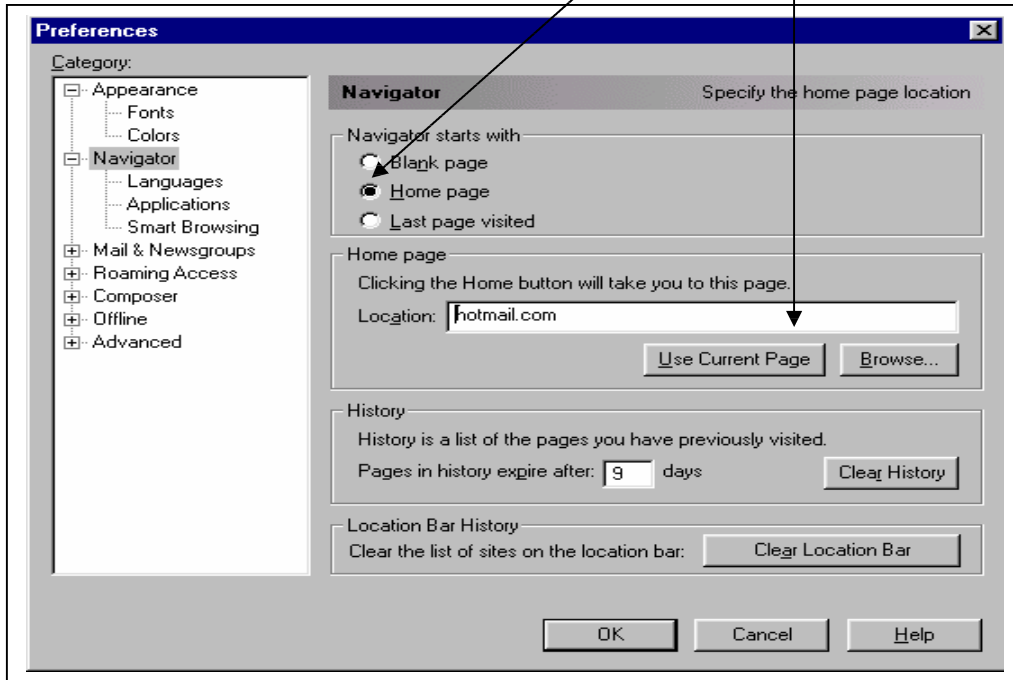 Preferences
Category:
Appearance
Fonts
Colors
Navigator
Languages
Applications
Smart Browsing
Mail & Newsgroups
Roaming Access
Composer
Offline
Advanced
Navigator Specify the home page location
Navigator starts with
Blank page
Home page
Last page visited
Home page
Clicking the Home button will take you to this page.
Location: hotmail.com
Use Current Page Browse...
History
History is a list of the pages you have previously visited.
Pages in history expire after: 9 days Clear History
Location Bar History
Clear the list of sites on the location bar: Clear Location Bar
OK Cancel Help